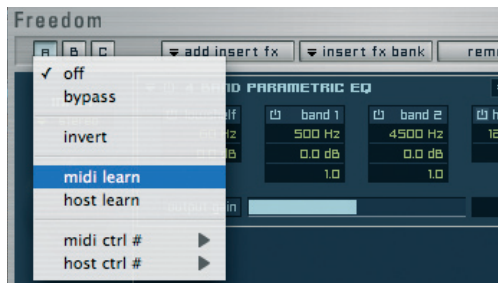 Freedom
A B C add insert fx insert fx bank
✓ off
bypass
invert
midi learn
host learn
midi ctrl #
host ctrl #
BAND PARAMETRIC EQ
band 1 band 2
500 Hz 4500 Hz
0.0 dB 0.0 dB
1.0 1.0